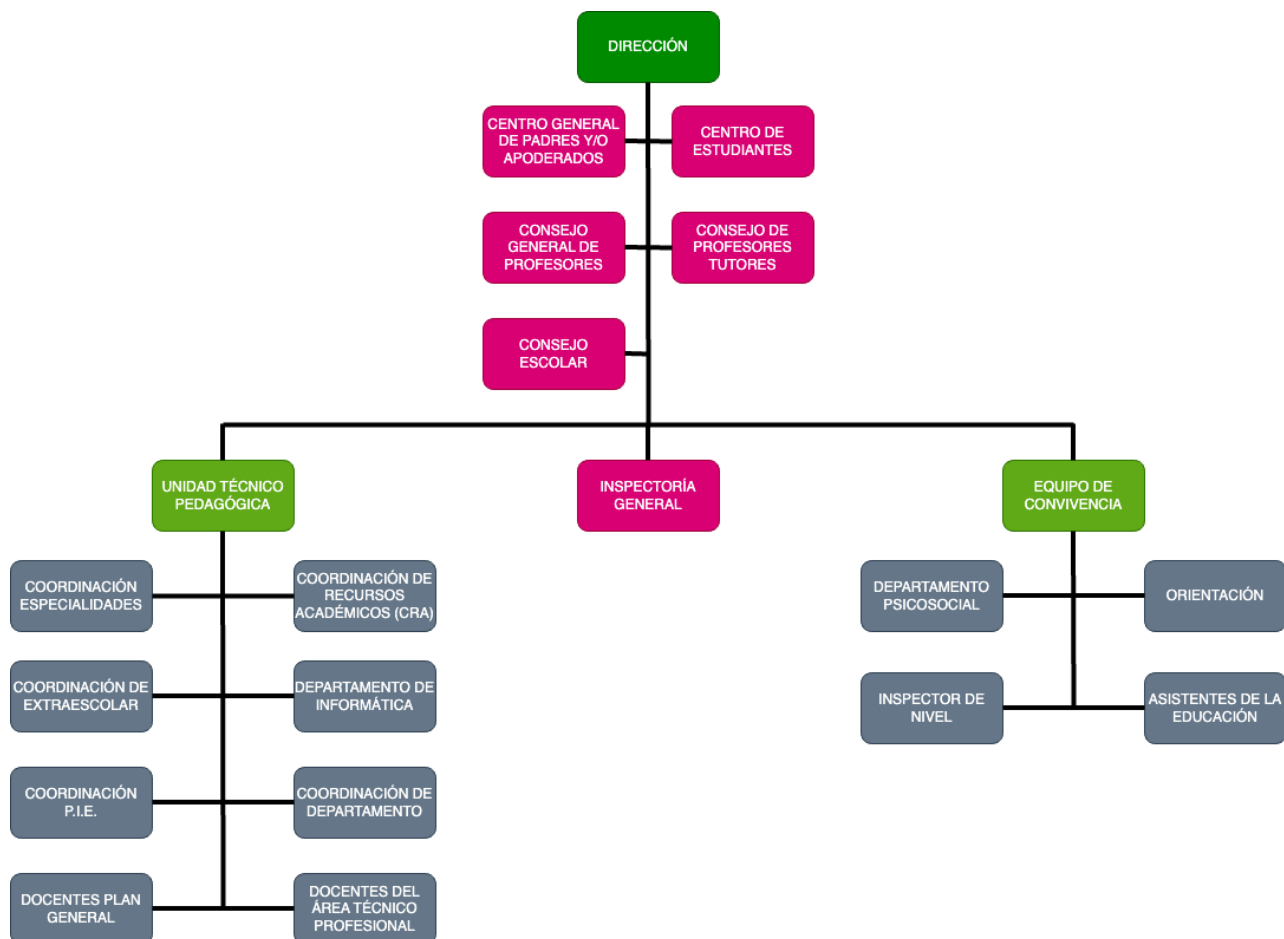 DIRECCIÓN
CENTRO GENERAL
DE PADRES Y/O
APODERADOS
CENTRO DE
ESTUDIANTES
CONSEJO
GENERAL DE
PROFESORES
CONSEJO DE
PROFESORES
TUTORES
CONSEJO
ESCOLAR
UNIDAD TÉCNICO
PEDAGÓGICA
INSPECTORÍA
GENERAL
EQUIPO DE
CONVIVENCIA
COORDINACIÓN
ESPECIALIDADES
COORDINACIÓN DE
RECURSOS
ACADÉMICOS (CRA)
DEPARTAMENTO
PSICOSOCIAL
ORIENTACIÓN
COORDINACIÓN DE
EXTRAESCOLAR
DEPARTAMENTO DE
INFORMÁTICA
INSPECTOR DE
NIVEL
ASISTENTES DE LA
EDUCACIÓN
COORDINACIÓN
P.I.E.
COORDINACIÓN DE
DEPARTAMENTO
DOCENTES PLAN
GENERAL
DOCENTES DEL
ÁREA TÉCNICO
PROFESIONAL